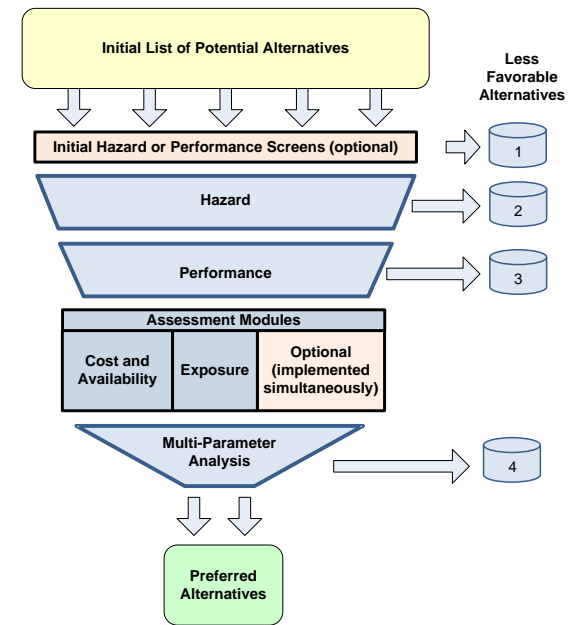 Initial List of Potential Alternatives
Less
Favorable
Alternatives
Initial Hazard or Performance Screens (optional)
1
Hazard
2
Performance
3
Assessment Modules
Cost and
Availability
Exposure
Optional
(implemented
simultaneously)
Multi-Parameter
Analysis
4
Preferred
Alternatives